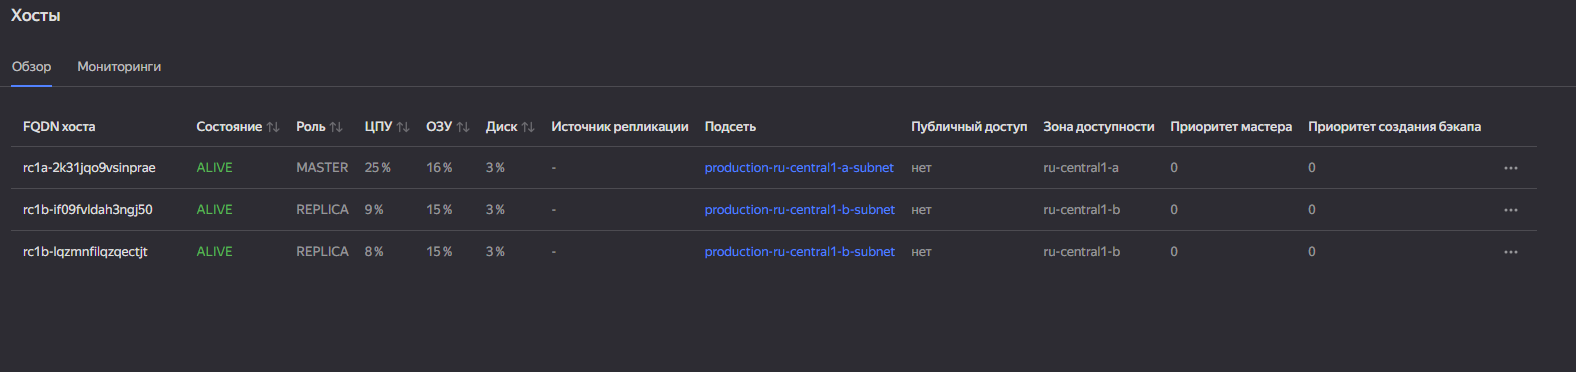 Хосты
Обзор Мониторинги
FQDN хоста Состояние Роль ЦПУ ОЗУ Диск Источник репликации Подсеть Публичный доступ Зона доступности Приоритет мастера Приоритет создания бэкапа
rc1a-2k31jqo9vsinprae ALIVE MASTER 25 % 16 % 3 % - production-ru-central1-a-subnet нет ru-central1-a 0 0
rc1b-if09fvldah3ngj50 ALIVE REPLICA 9 % 15 % 3 % - production-ru-central1-b-subnet нет ru-central1-b 0 0
rc1b-lqzmnfilqzqectjt ALIVE REPLICA 8 % 15 % 3 % - production-ru-central1-b-subnet нет ru-central1-b 0 0